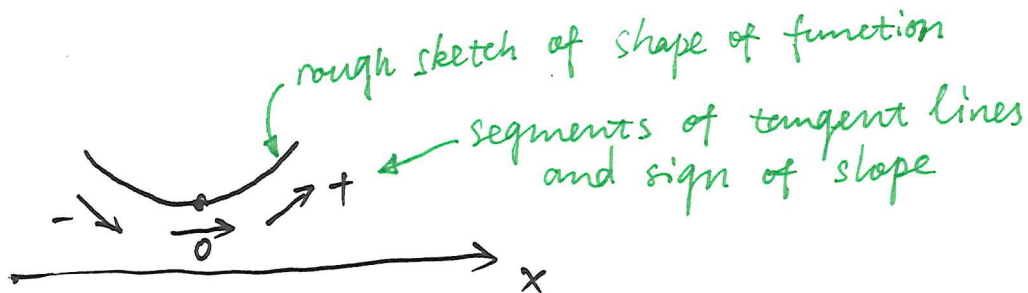 rough sketch of shape of function
segments of tangent lines
and sign of slope
- 0 +
x